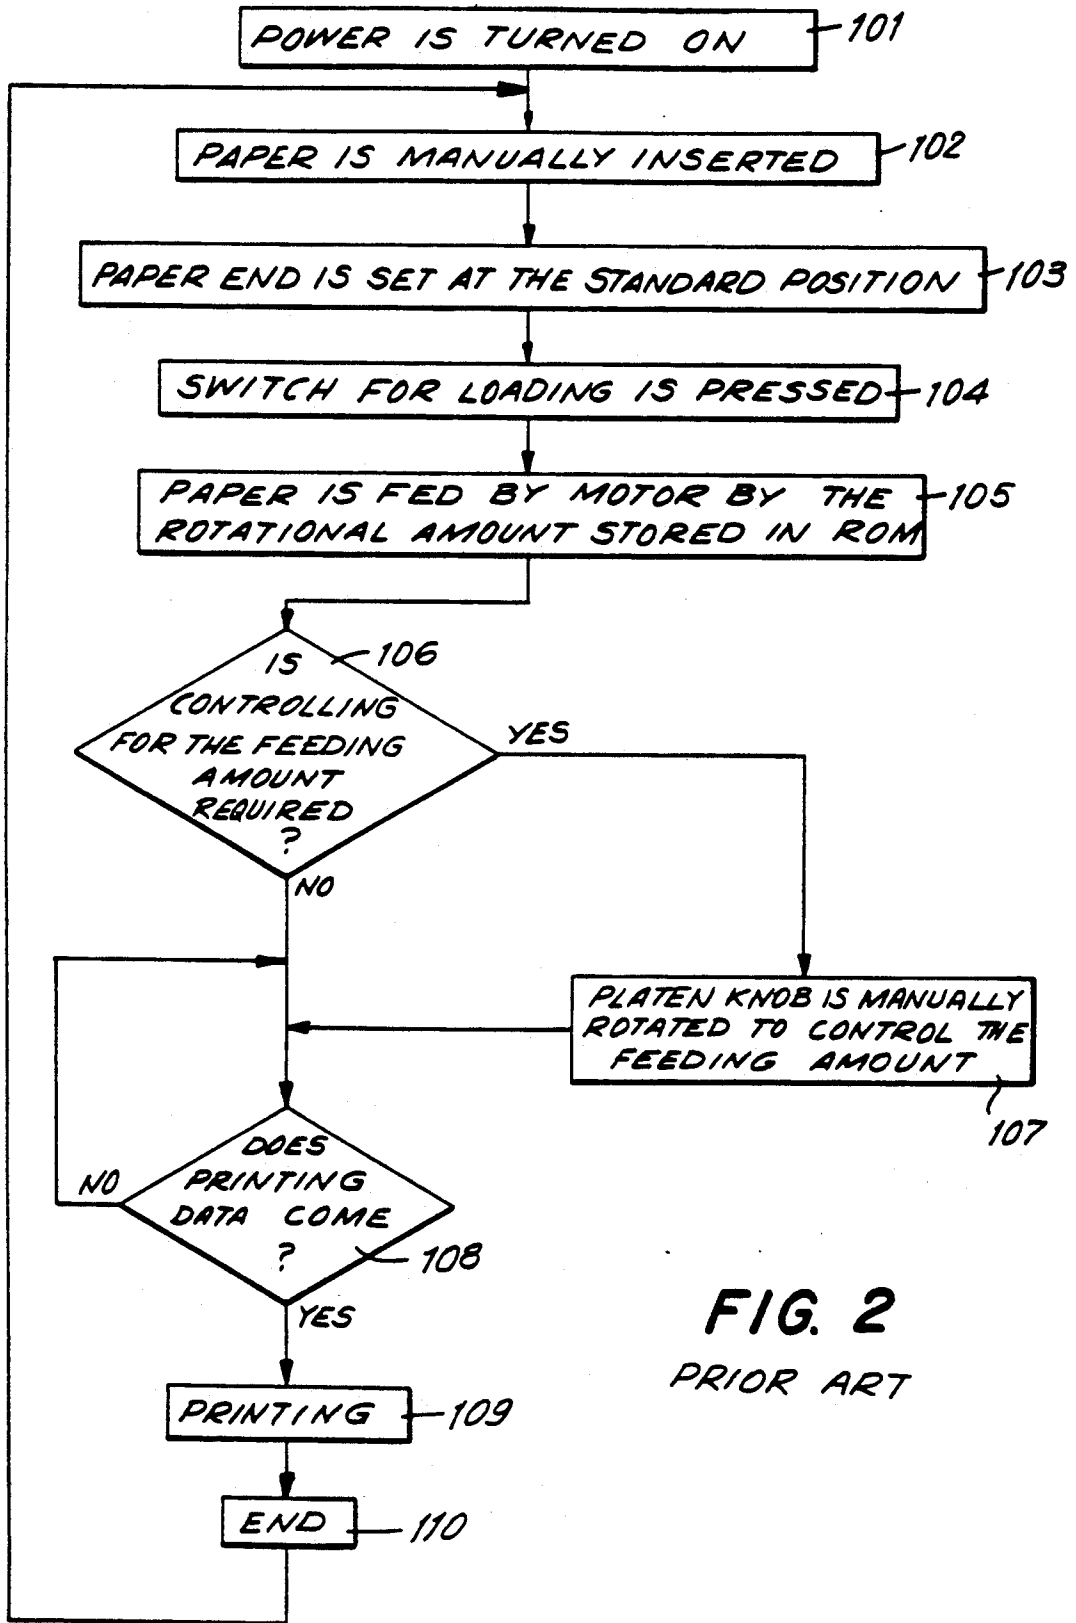 POWER IS TURNED ON
101
PAPER IS MANUALLY INSERTED
102
PAPER END IS SET AT THE STANDARD POSITION
103
SWITCH FOR LOADING IS PRESSED
104
PAPER IS FED BY MOTOR BY THE
ROTATIONAL AMOUNT STORED IN ROM
105
IS
CONTROLLING
FOR THE FEEDING
AMOUNT
REQUIRED
?
106
YES
NO
PLATEN KNOB IS MANUALLY
ROTATED TO CONTROL THE
FEEDING AMOUNT
107
DOES
PRINTING
DATA COME
?
108
NO
YES
PRINTING
109
END
110
FIG. 2
PRIOR ART